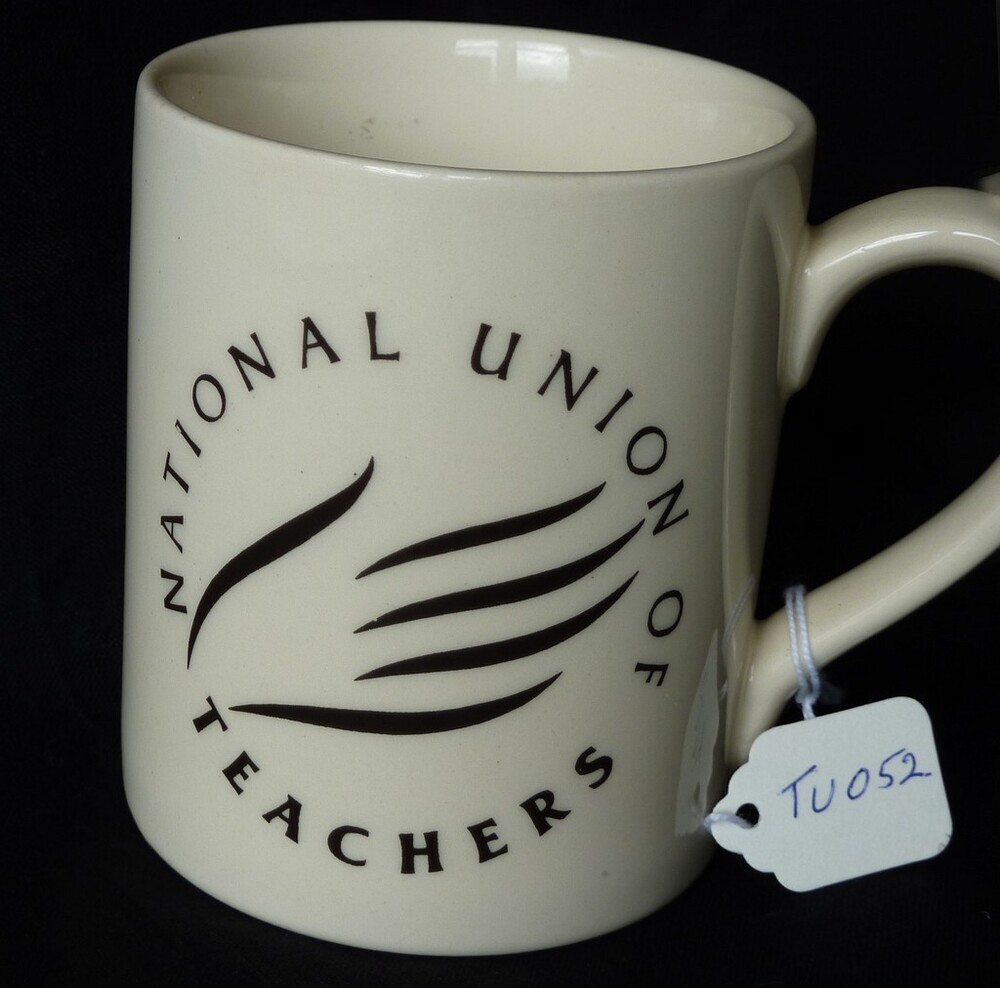 NATIONAL UNION OF
TEACHERS
TU052